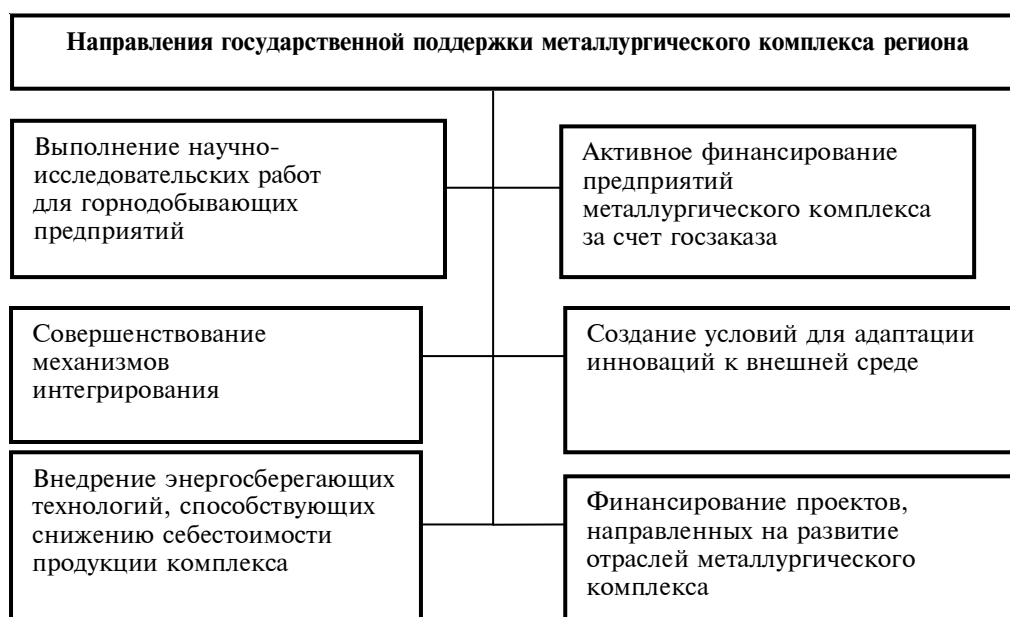 Направления государственной поддержки металлургического комплекса региона
Выполнение научно-
исследовательских работ
для горнодобывающих
предприятий
Активное финансирование
предприятий
металлургического комплекса
за счет госзаказа
Совершенствование
механизмов
интегрирования
Создание условий для адаптации
инноваций к внешней среде
Внедрение энергосберегающих
технологий, способствующих
снижению себестоимости
продукции комплекса
Финансирование проектов,
направленных на развитие
отраслей металлургического
комплекса